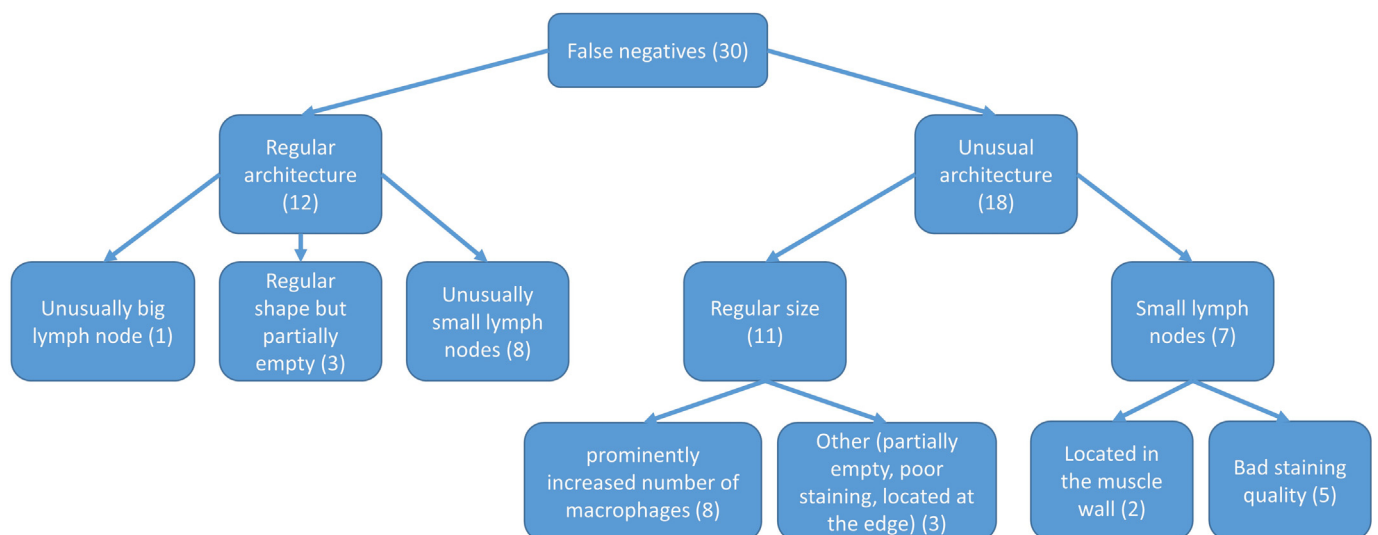 False negatives (30)
Regular
architecture
(12)
Unusual
architecture
(18)
Unusually big
lymph node (1)
Regular
shape but
partially
empty (3)
Unusually
small lymph
nodes (8)
Regular size
(11)
Small lymph
nodes (7)
prominently
increased number of
macrophages (8)
Other (partially
empty, poor
staining, located at
the edge) (3)
Located in
the muscle
wall (2)
Bad staining
quality (5)